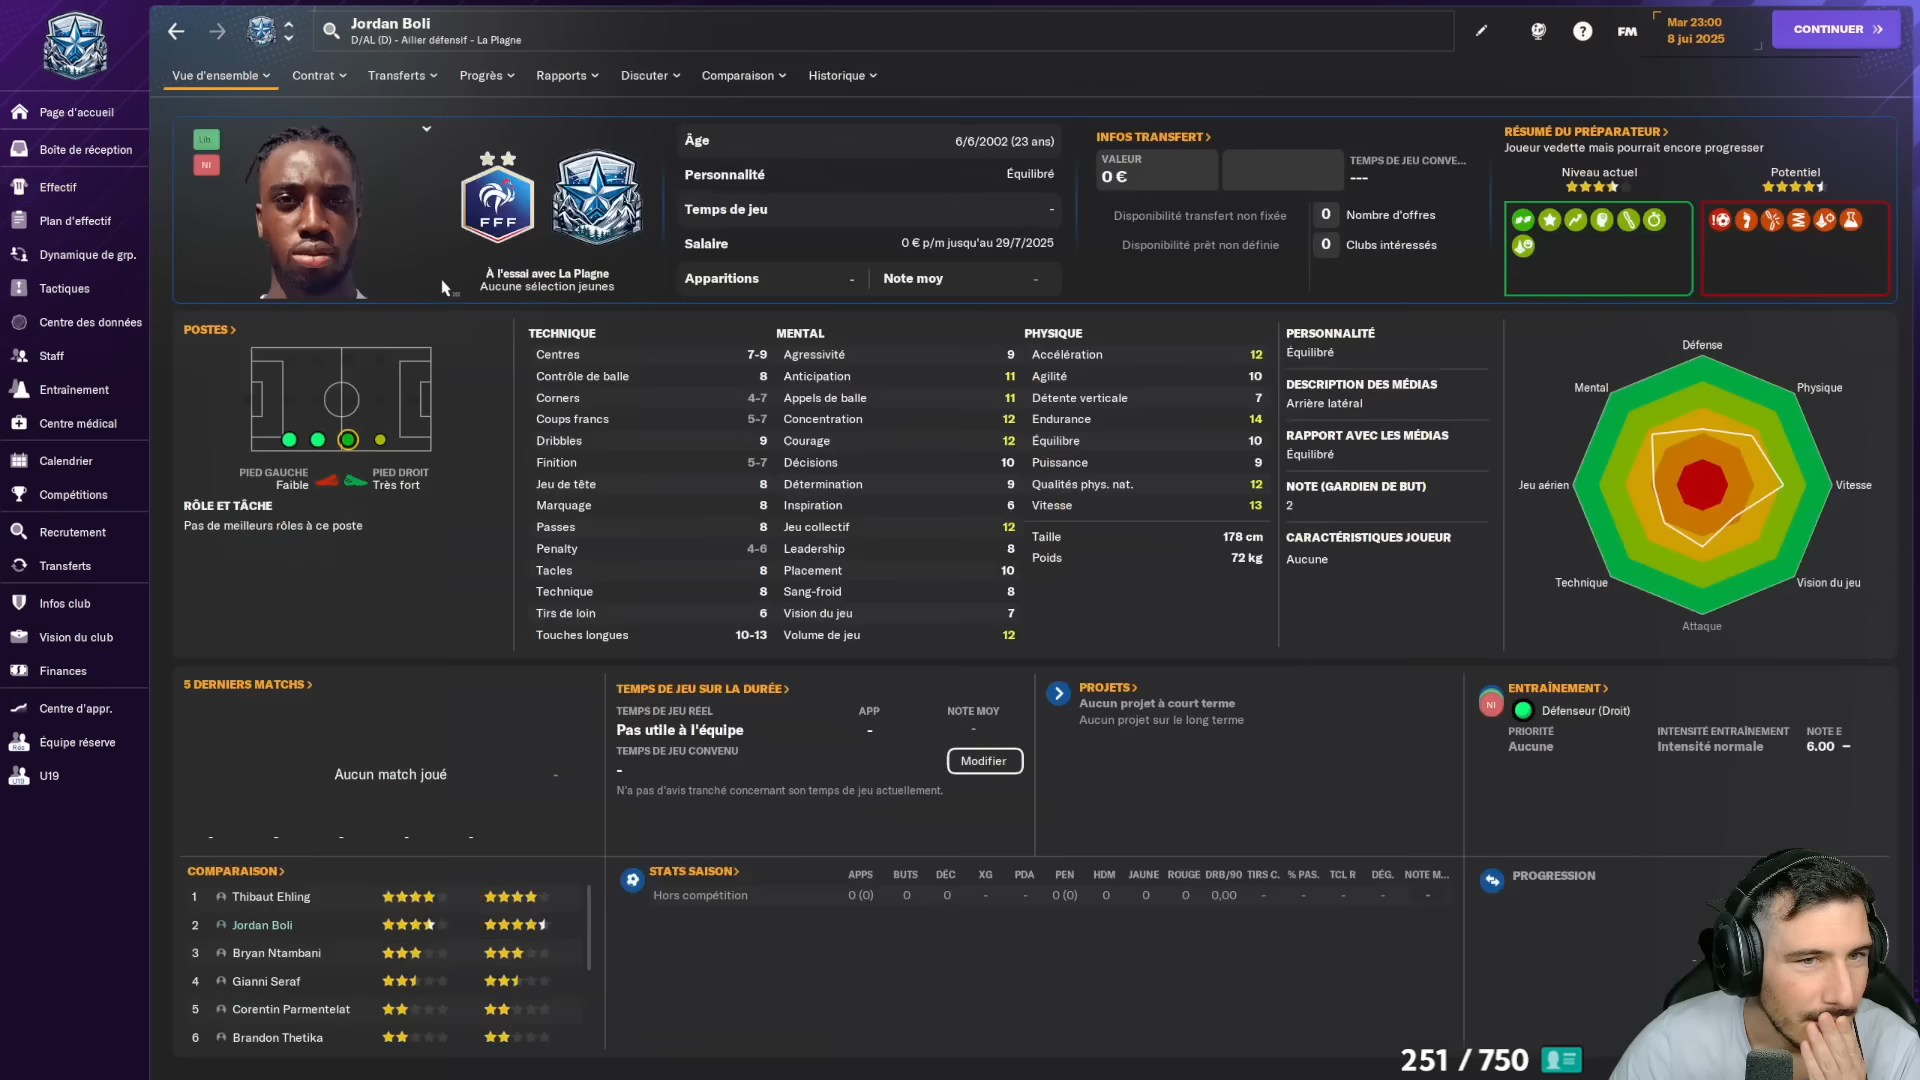 Jordan Boli
D/AL (D) - Ailier défensif - La Plagne
FM
Mar 23:00
8 jui 2025
CONTINUER
Vue d'ensemble
Contrat
Transferts
Progrès
Rapports
Discuter
Comparaison
Historique
Page d'accueil
Boîte de réception
Effectif
Plan d'effectif
Dynamique de grp.
Tactiques
Centre des données
Staff
Entraînement
Centre médical
Calendrier
Compétitions
Recrutement
Transferts
Infos club
Vision du club
Finances
Centre d'appr.
Équipe réserve
U19
Lib.
NI
FFF
À l'essai avec La Plagne
Aucune sélection jeunes
Âge 6/6/2002 (23 ans)
Personnalité Équilibré
Temps de jeu -
Salaire 0 € p/m jusqu'au 29/7/2025
Apparitions - Note moy -
INFOS TRANSFERT
VALEUR
0 €
TEMPS DE JEU CONVE...
---
Disponibilité transfert non fixée 0 Nombre d'offres
Disponibilité prêt non définie 0 Clubs intéressés
RÉSUMÉ DU PRÉPARATEUR
Joueur vedette mais pourrait encore progresser
Niveau actuel Potentiel
POSTES
PIED GAUCHE
Faible
PIED DROIT
Très fort
RÔLE ET TÂCHE
Pas de meilleurs rôles à ce poste
TECHNIQUE
Centres 7-9
Contrôle de balle 8
Corners 4-7
Coups francs 5-7
Dribbles 9
Finition 5-7
Jeu de tête 8
Marquage 8
Passes 8
Penalty 4-6
Tacles 8
Technique 8
Tirs de loin 6
Touches longues 10-13
MENTAL
Agressivité 9
Anticipation 11
Appels de balle 11
Concentration 12
Courage 12
Décisions 10
Détermination 9
Inspiration 6
Jeu collectif 12
Leadership 8
Placement 10
Sang-froid 8
Vision du jeu 7
Volume de jeu 12
PHYSIQUE
Accélération 12
Agilité 10
Détente verticale 7
Endurance 14
Équilibre 10
Puissance 9
Qualités phys. nat. 12
Vitesse 13
Taille 178 cm
Poids 72 kg
PERSONNALITÉ
Équilibré
DESCRIPTION DES MÉDIAS
Arrière latéral
RAPPORT AVEC LES MÉDIAS
Équilibré
NOTE (GARDIEN DE BUT)
2
CARACTÉRISTIQUES JOUEUR
Aucune
Défense
Mental
Physique
Jeu aérien
Vitesse
Technique
Vision du jeu
Attaque
5 DERNIERS MATCHS
Aucun match joué -
- - - - -
TEMPS DE JEU SUR LA DURÉE
TEMPS DE JEU RÉEL APP NOTE MOY
Pas utile à l'équipe - -
TEMPS DE JEU CONVENU
-
Modifier
N'a pas d'avis tranché concernant son temps de jeu actuellement.
PROJETS
Aucun projet à court terme
Aucun projet sur le long terme
ENTRAÎNEMENT
NI
Défenseur (Droit)
PRIORITÉ INTENSITÉ ENTRAÎNEMENT NOTE E
Aucune Intensité normale 6.00 –
COMPARAISON
1 Thibaut Ehling
2 Jordan Boli
3 Bryan Ntambani
4 Gianni Seraf
5 Corentin Parmentelat
6 Brandon Thetika
STATS SAISON
APPS BUTS DÉC XG PDA PEN HDM JAUNE ROUGE DRB/90 TIRS C. % PAS. TCL R DÉG. NOTE M...
Hors compétition 0 (0) 0 0 - - 0 (0) 0 0 0 0,00 - - - - -
PROGRESSION
251 / 750